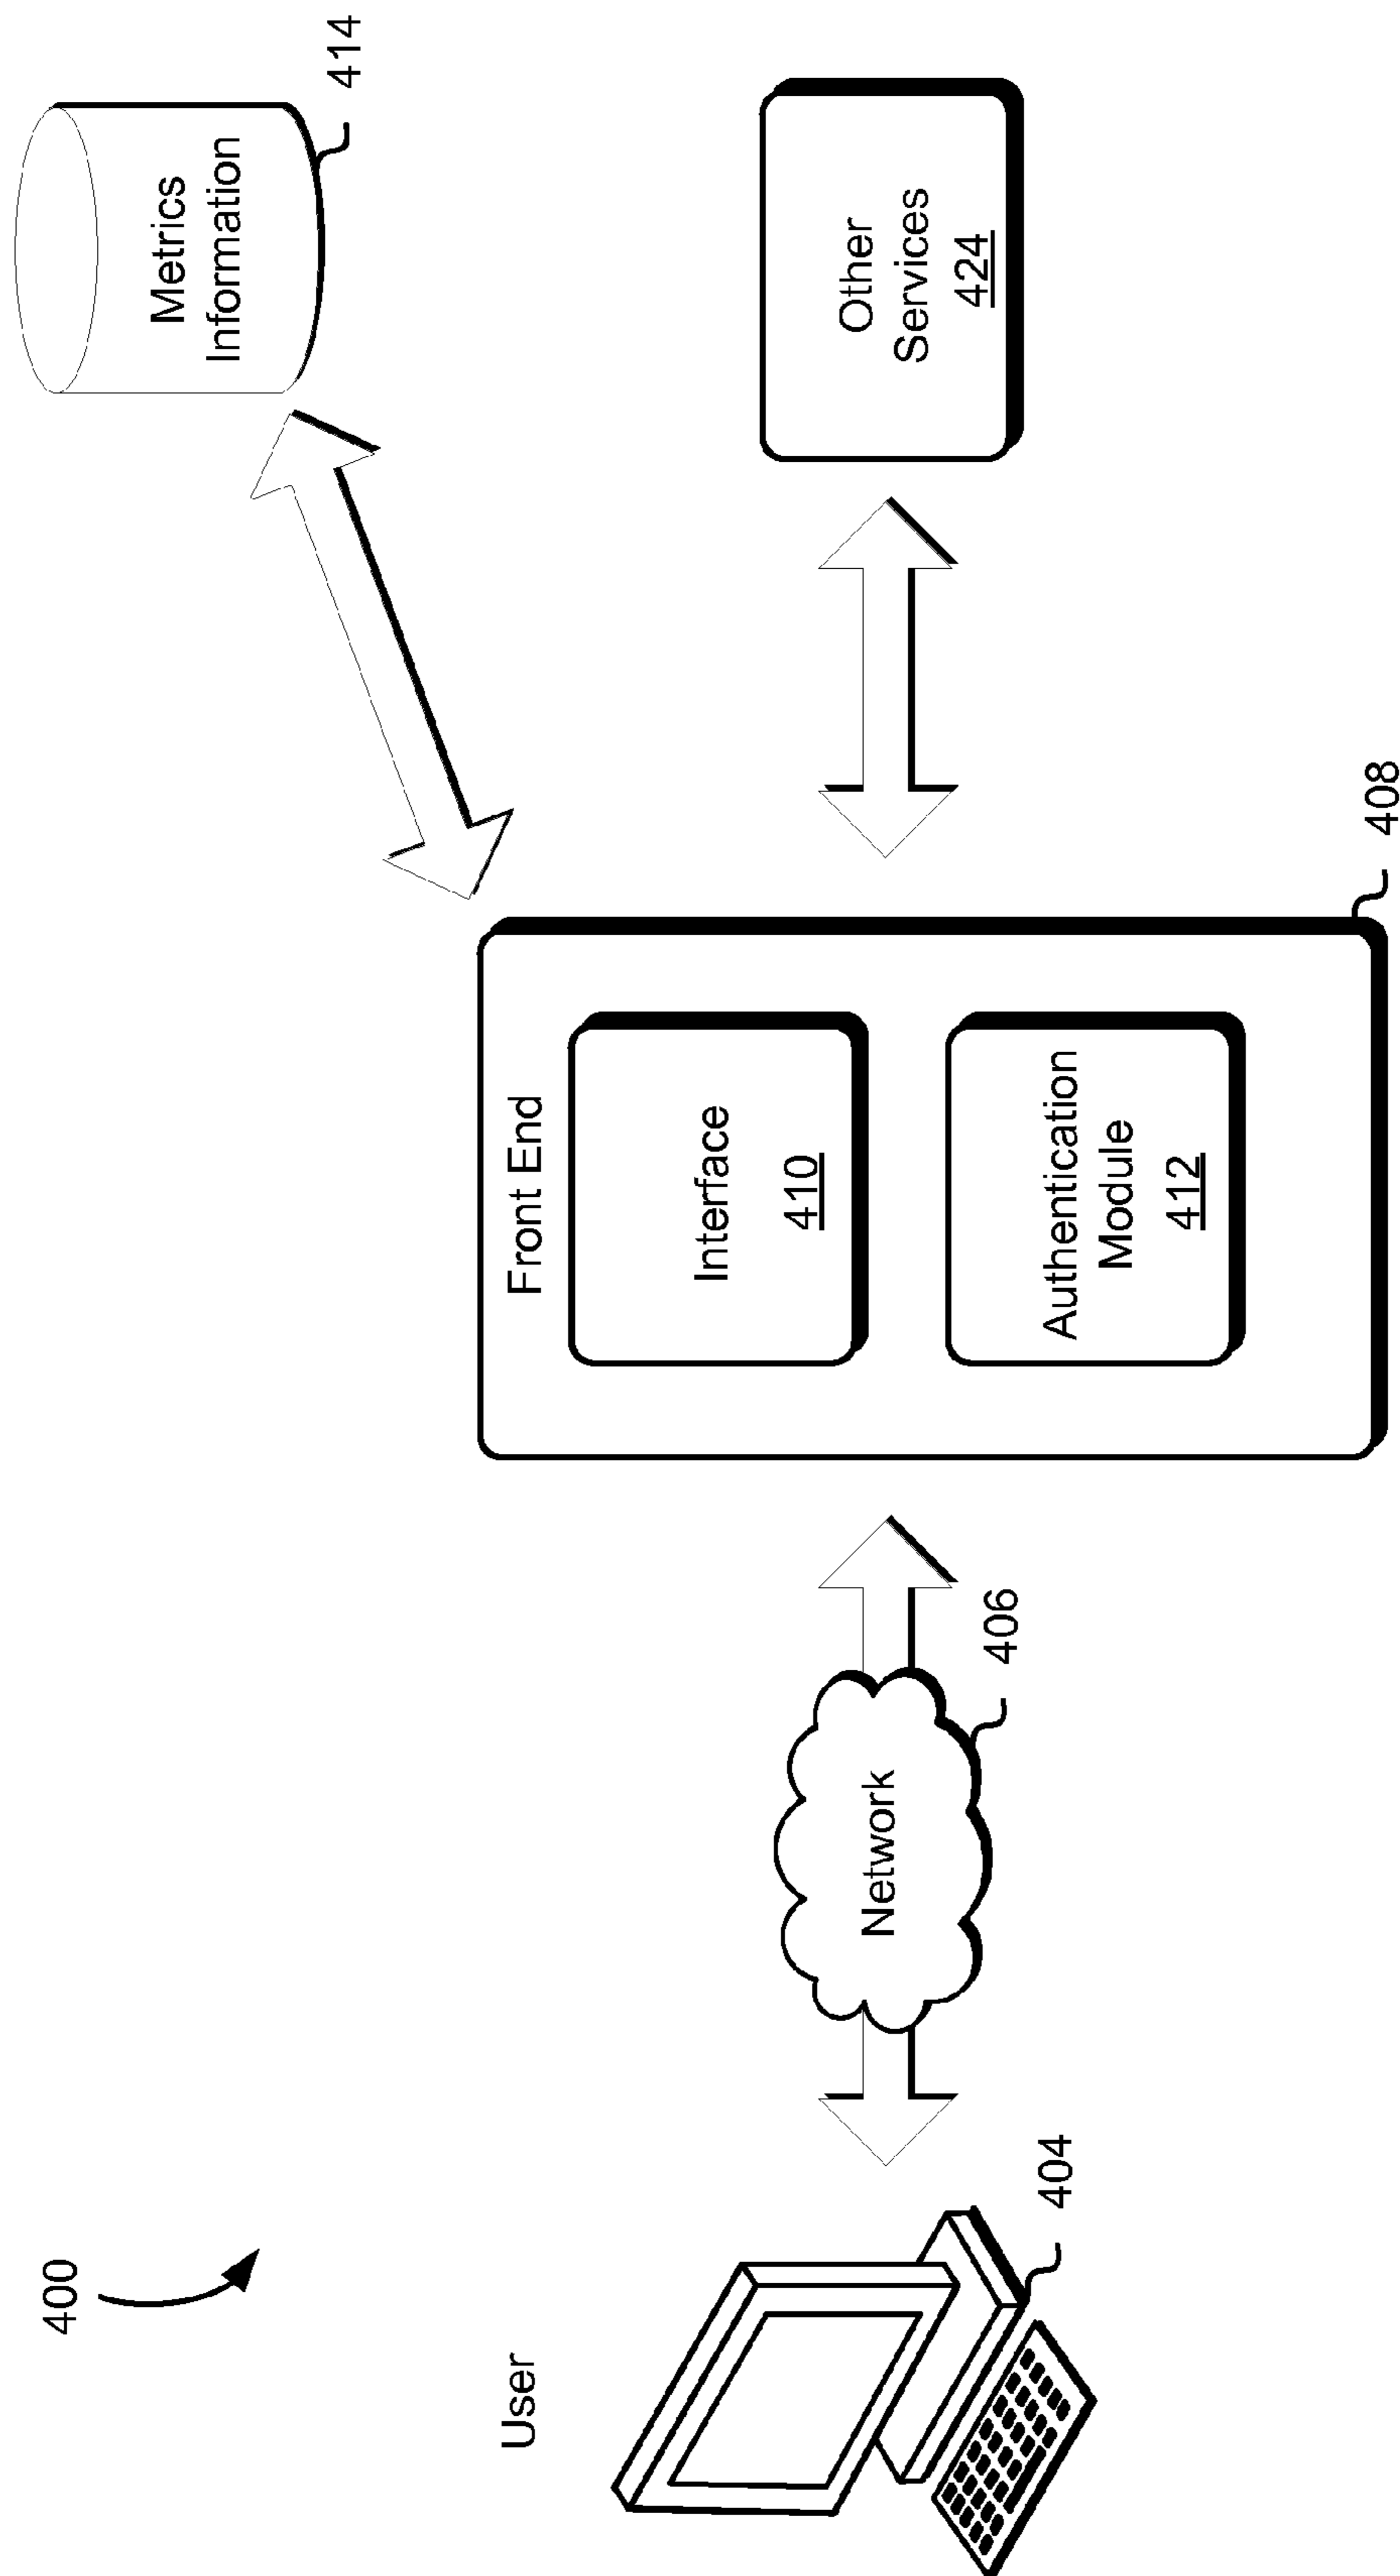 400
User
404
Network
406
Front End
Interface
410
Authentication
Module
412
408
Metrics
Information
414
Other
Services
424